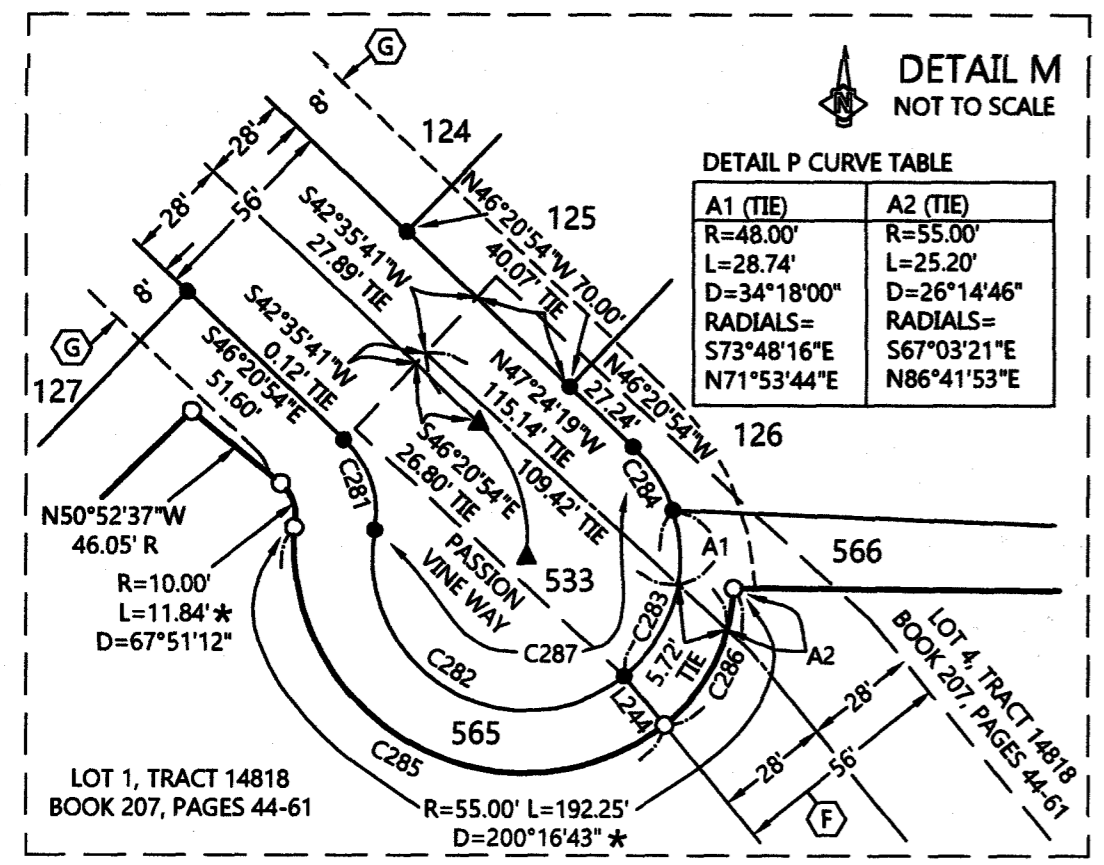 DETAIL M
NOT TO SCALE
N
G
8'
28'
28'
56'
124
125
N46°20'54"W 70.00'
S42°35'41"W
27.89' TIE
40.07' TIE
DETAIL P CURVE TABLE
A1 (TIE)
A2 (TIE)
R=48.00'
R=55.00'
L=28.74'
L=25.20'
D=34°18'00"
D=26°14'46"
RADIALS=
RADIALS=
S73°48'16"E
S67°03'21"E
N71°53'44"E
N86°41'53"E
8'
G
127
S42°35'41"W
0.12' TIE
S46°20'54"E
51.60'
N47°24'19"W
115.14' TIE
N46°20'54"W
27.24'
126
S46°20'54"E
26.80' TIE
109.42' TIE
C284
C281
N50°52'37"W
46.05' R
R=10.00'
L=11.84'*
D=67°51'12"
PASSION
VINE WAY
533
A1
566
C283
C287
C282
5.72'
TIE
C286
A2
L244
565
C285
LOT 4, TRACT 14818
BOOK 207, PAGES 44-61
28'
28'
56'
F
LOT 1, TRACT 14818
BOOK 207, PAGES 44-61
R=55.00' L=192.25'
D=200°16'43" *